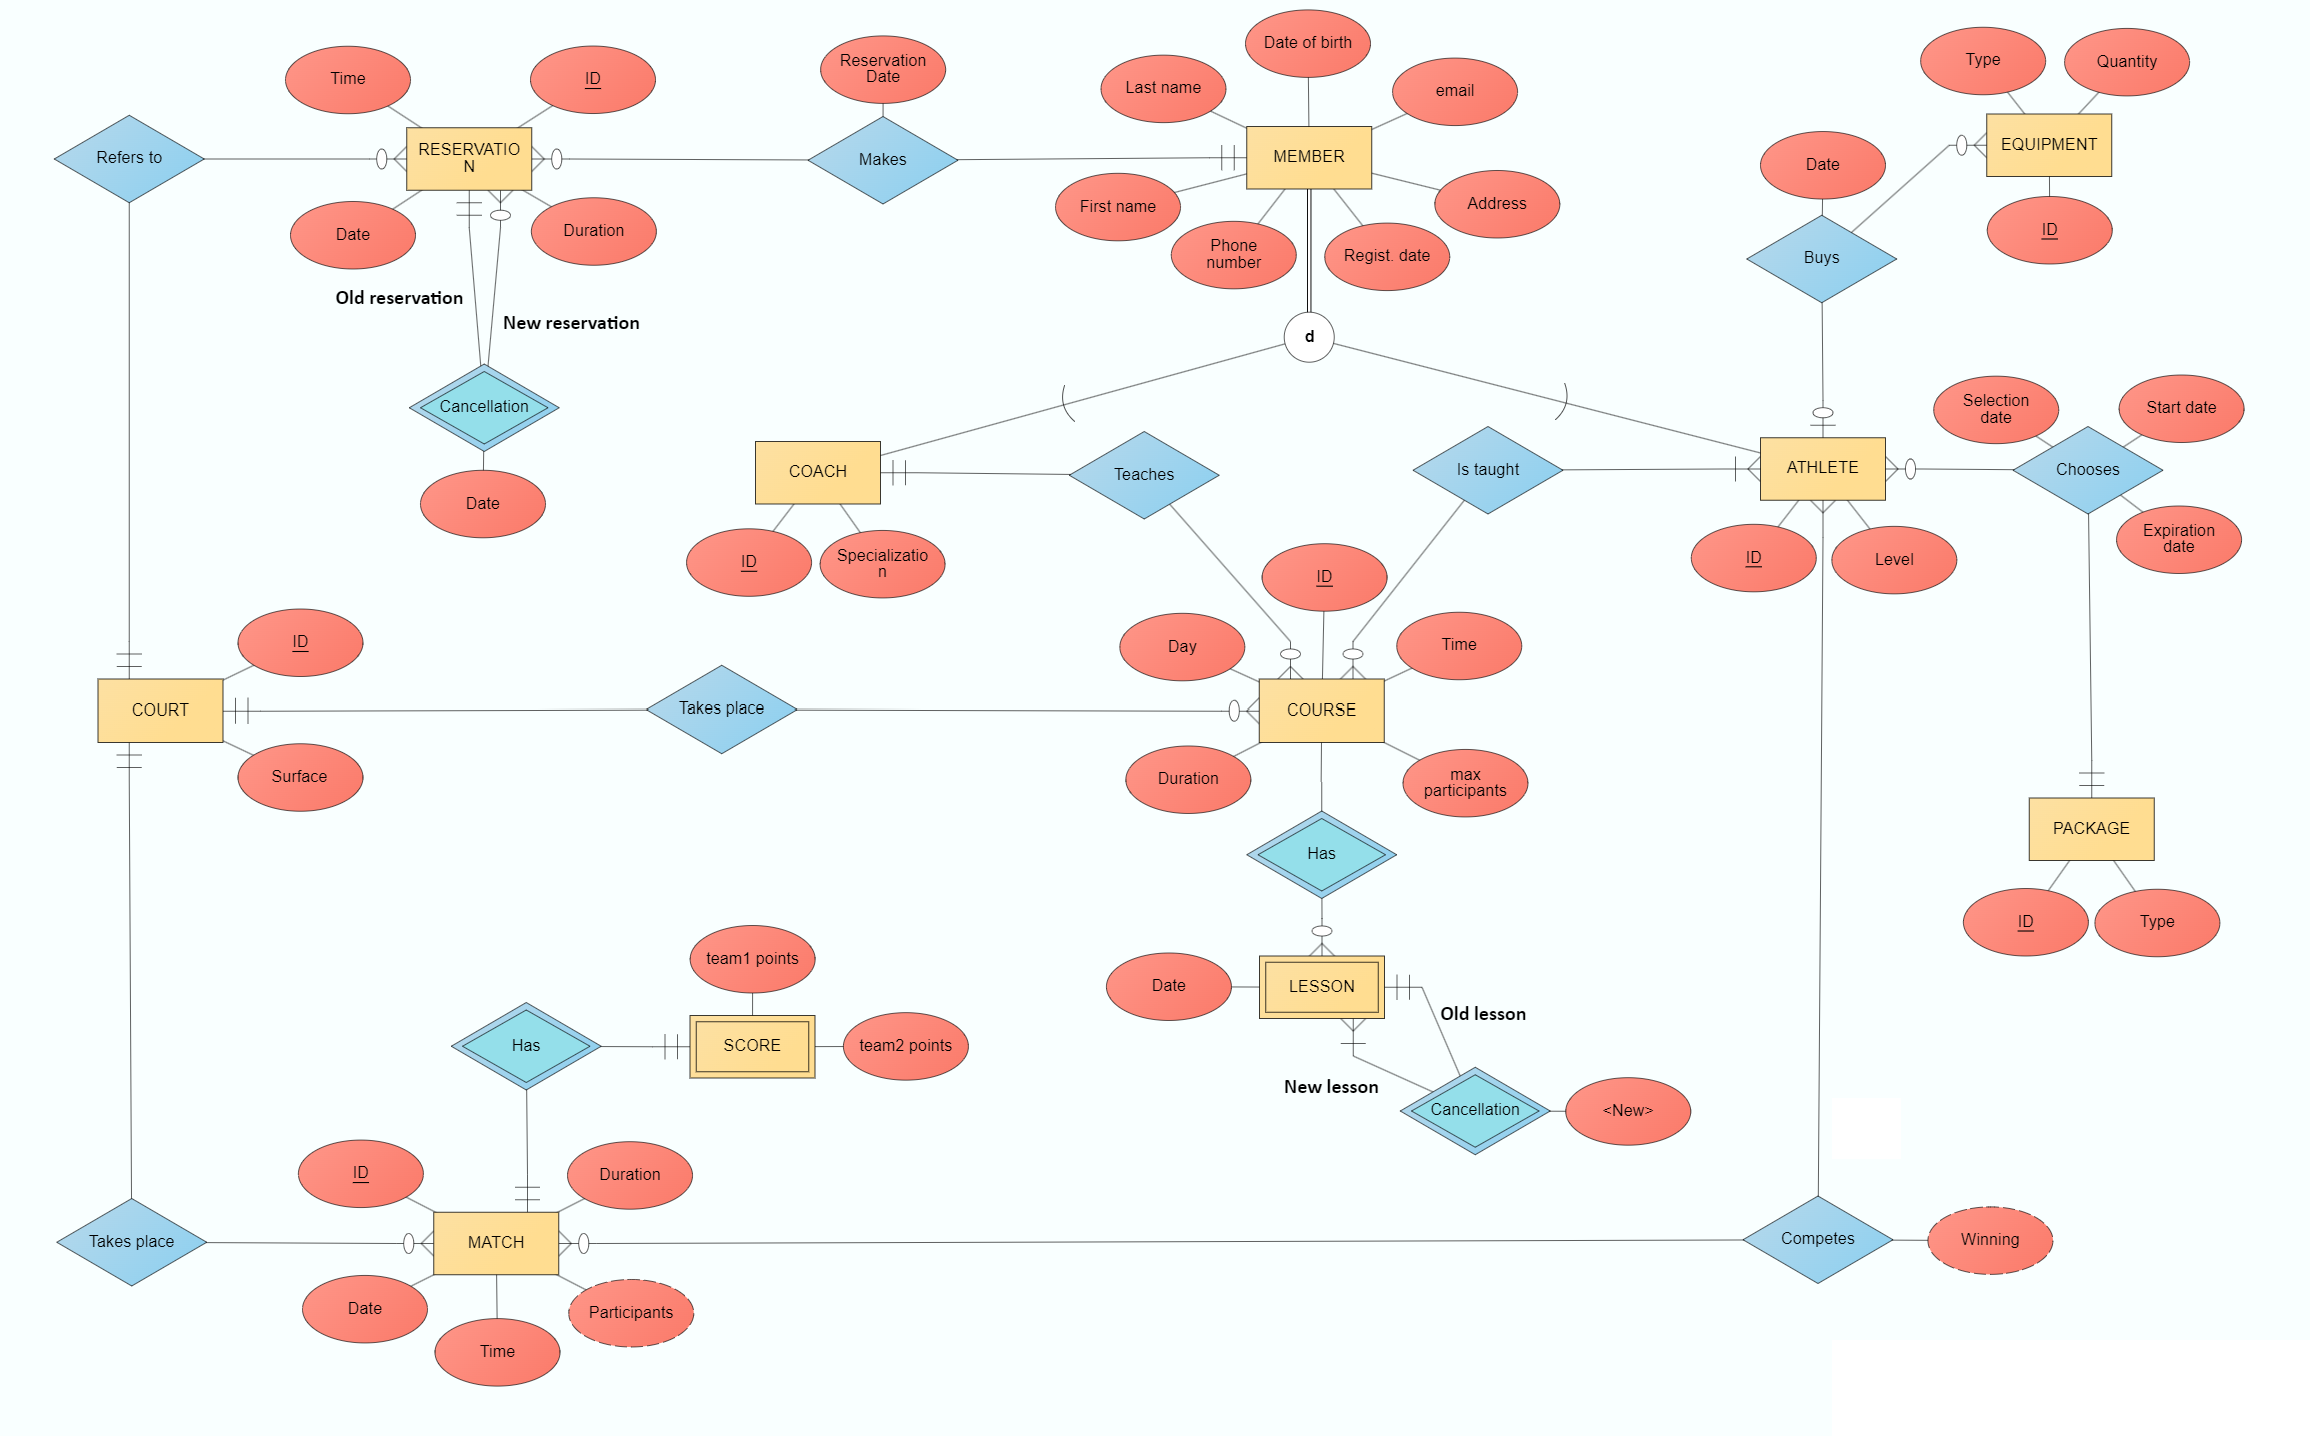 Time
ID
Reservation
Date
Last name
Date of birth
email
Type
Quantity
Refers to
RESERVATIO
N
Makes
MEMBER
EQUIPMENT
Date
Date
Duration
First name
Phone
number
Regist. date
Address
ID
Buys
Old reservation
New reservation
d
Cancellation
Date
COACH
Teaches
Is taught
ATHLETE
Selection
date
Start date
Chooses
Expiration
date
ID
Specializatio
n
ID
ID
Level
ID
Day
Time
COURT
Takes place
COURSE
Surface
Duration
max
participants
PACKAGE
Has
ID
Type
team1 points
Has
SCORE
team2 points
Date
LESSON
Old lesson
New lesson
Cancellation
<New>
ID
Duration
Takes place
MATCH
Competes
Winning
Date
Time
Participants